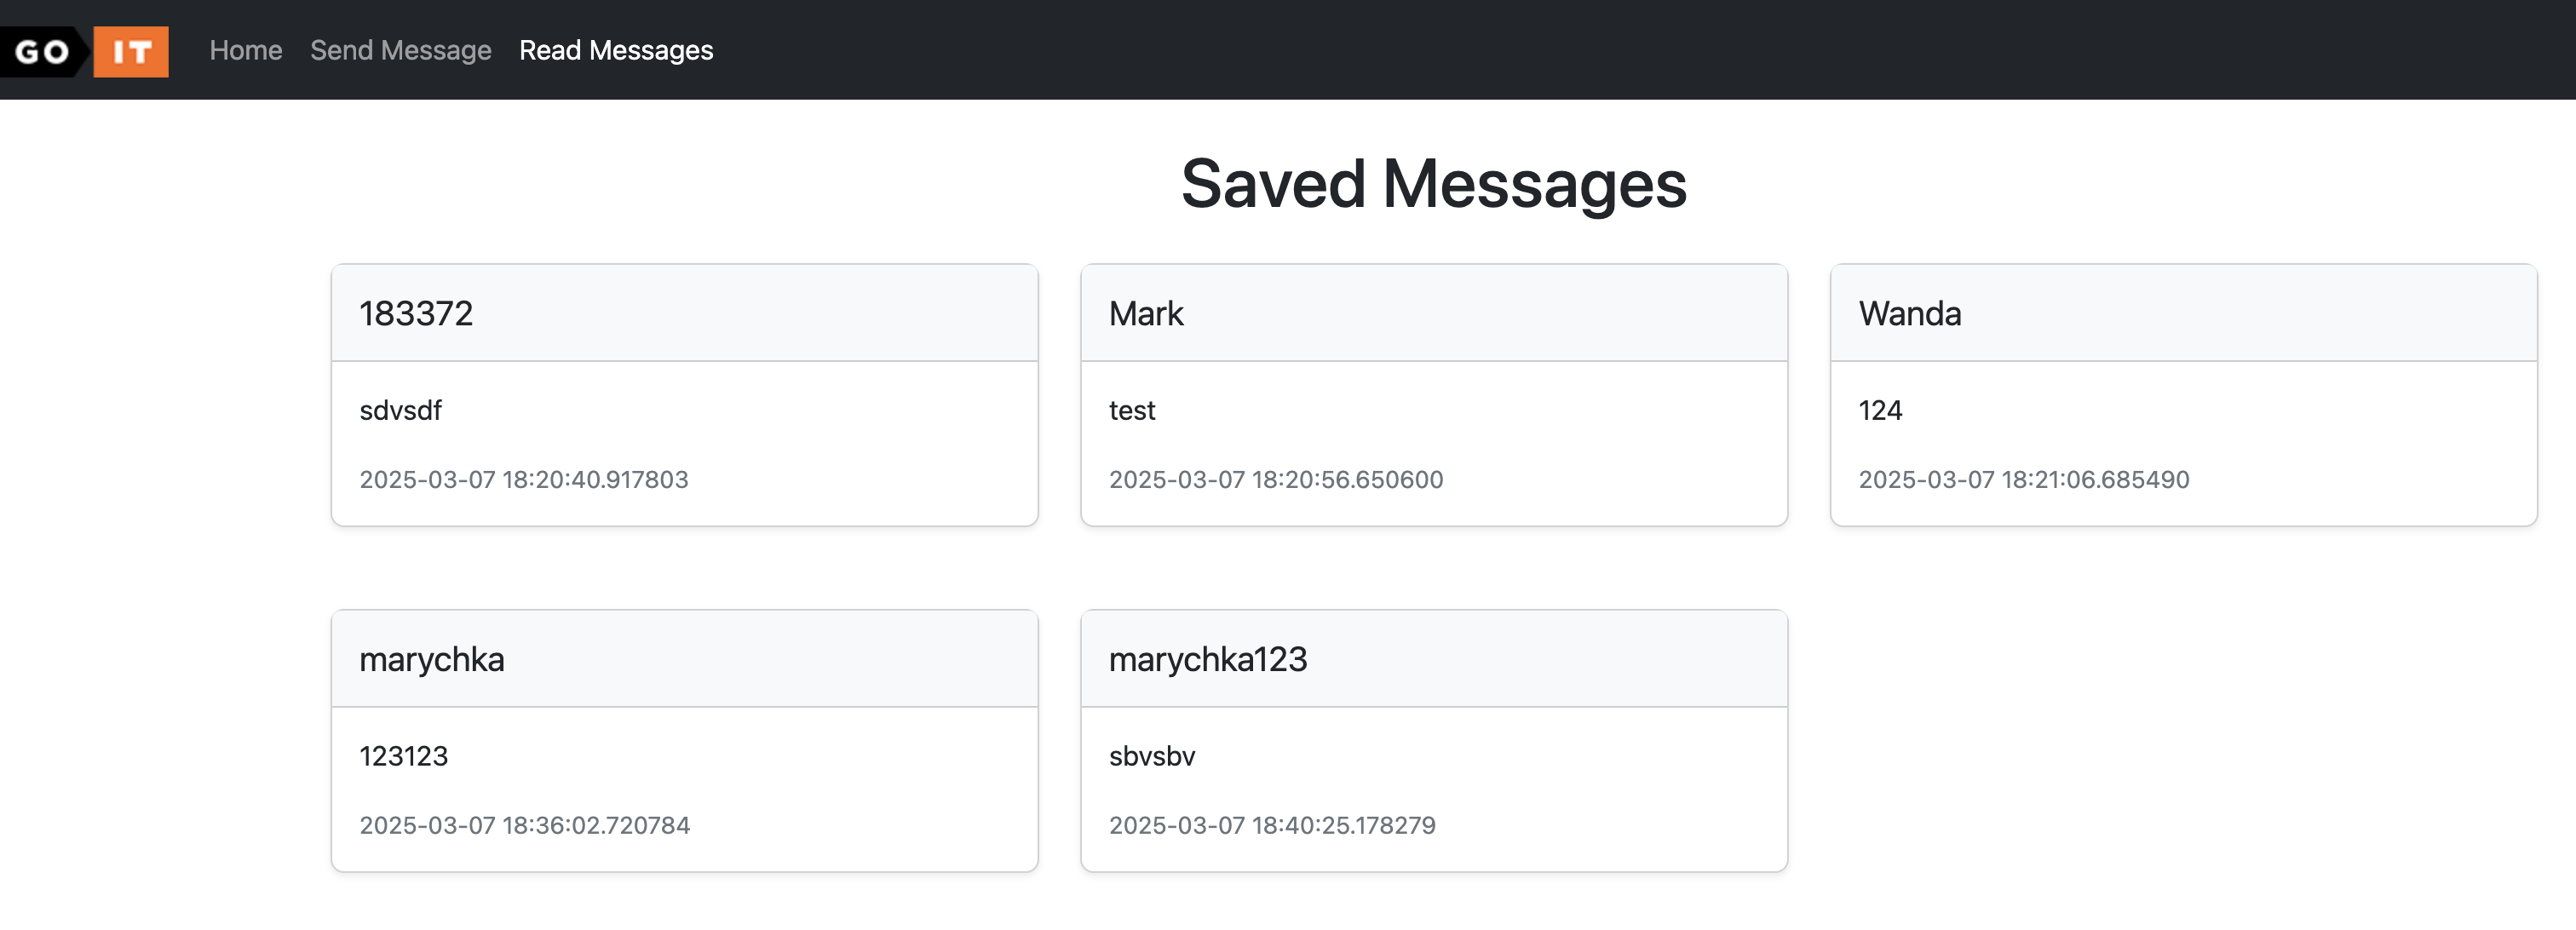 GO IT Home Send Message Read Messages
Saved Messages
183372
sdvsdf
2025-03-07 18:20:40.917803
Mark
test
2025-03-07 18:20:56.650600
Wanda
124
2025-03-07 18:21:06.685490
marychka
123123
2025-03-07 18:36:02.720784
marychka123
sbvsbv
2025-03-07 18:40:25.178279